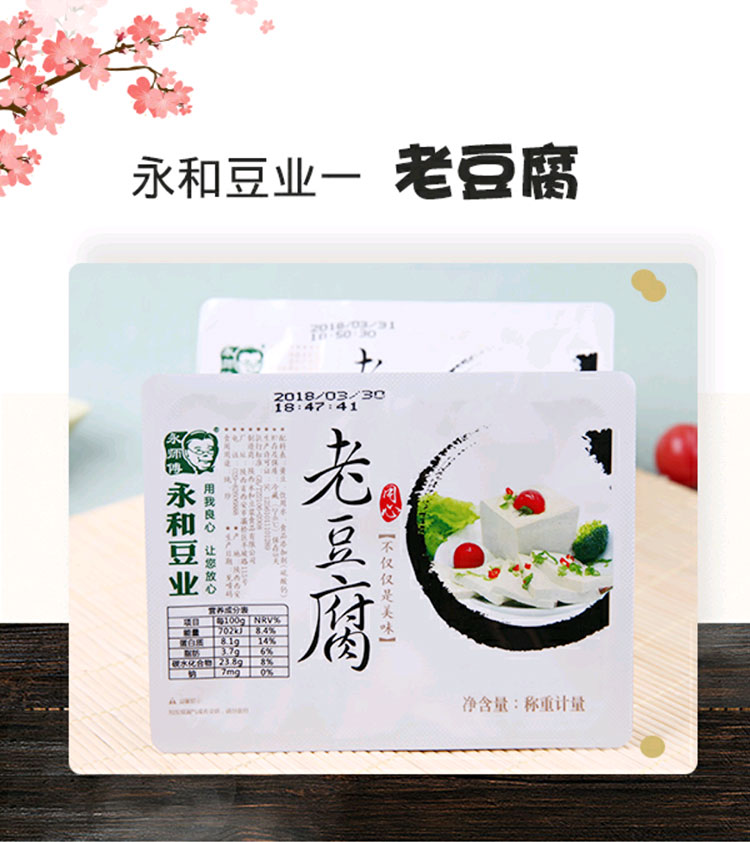 永和豆业一 老豆腐
2018/03/31
18:50:30
2018/03/30
18:47:41
永师傅
®
永和豆业
用我良心 让您放心
老豆腐
用心
【不仅仅是美味】
营养成分表
项目 每100g NRV%
能量 702kJ 8.4%
蛋白质 8.1g 14%
脂肪 3.7g 6%
碳水化合物 23.8g 8%
钠 7mg 0%
净含量：称重计量